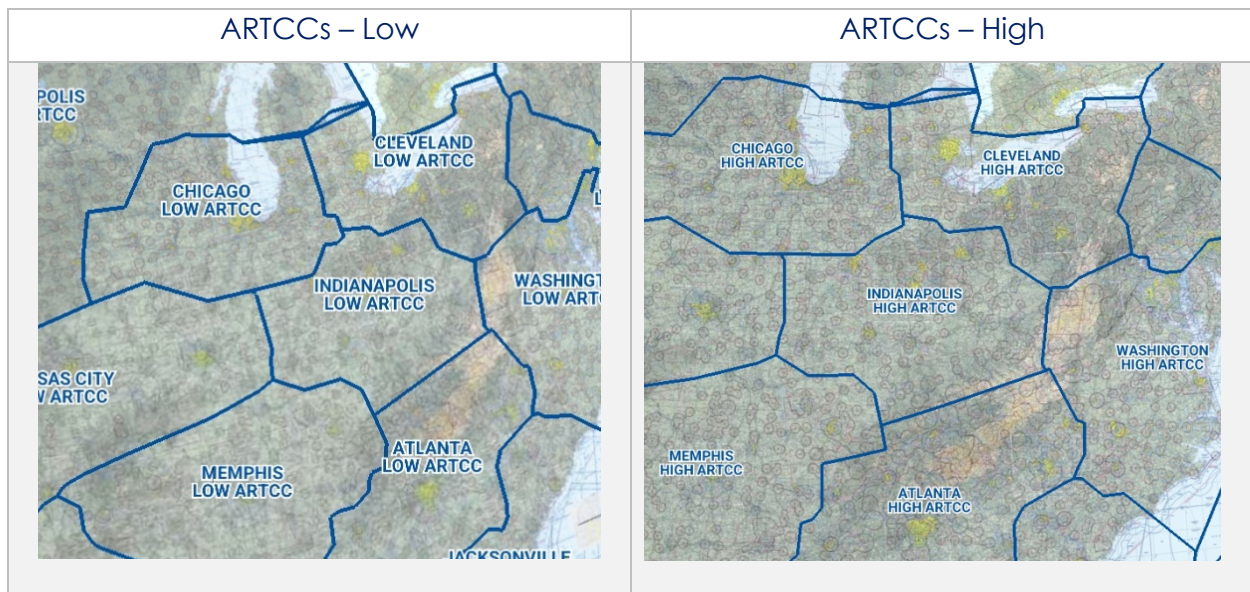 ARTCCs – Low
ARTCCs – High
POLIS
RTCC
CLEVELAND
LOW ARTCC
CHICAGO
LOW ARTCC
INDIANAPOLIS
LOW ARTCC
WASHINGT
LOW ARTC
SAS CITY
W ARTCC
ATLANTA
LOW ARTCC
MEMPHIS
LOW ARTCC
JACKSONVILLE
CHICAGO
HIGH ARTCC
CLEVELAND
HIGH ARTCC
INDIANAPOLIS
HIGH ARTCC
WASHINGTON
HIGH ARTCC
MEMPHIS
HIGH ARTCC
ATLANTA
HIGH ARTCC